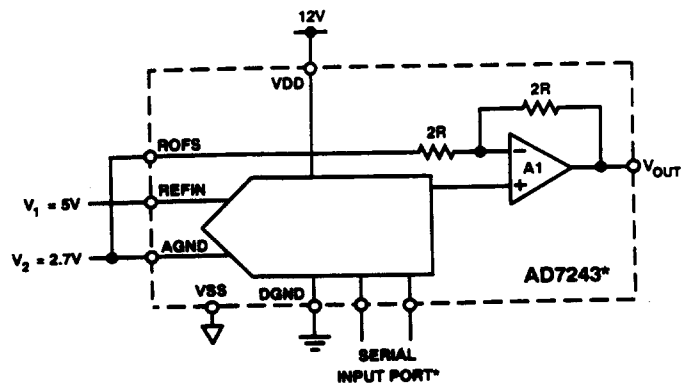 12V
VDD
2R
2R
ROFS
A1
VOUT
REFIN
V1 = 5V
AGND
V2 = 2.7V
AD7243*
VSS
DGND
SERIAL
INPUT PORT*